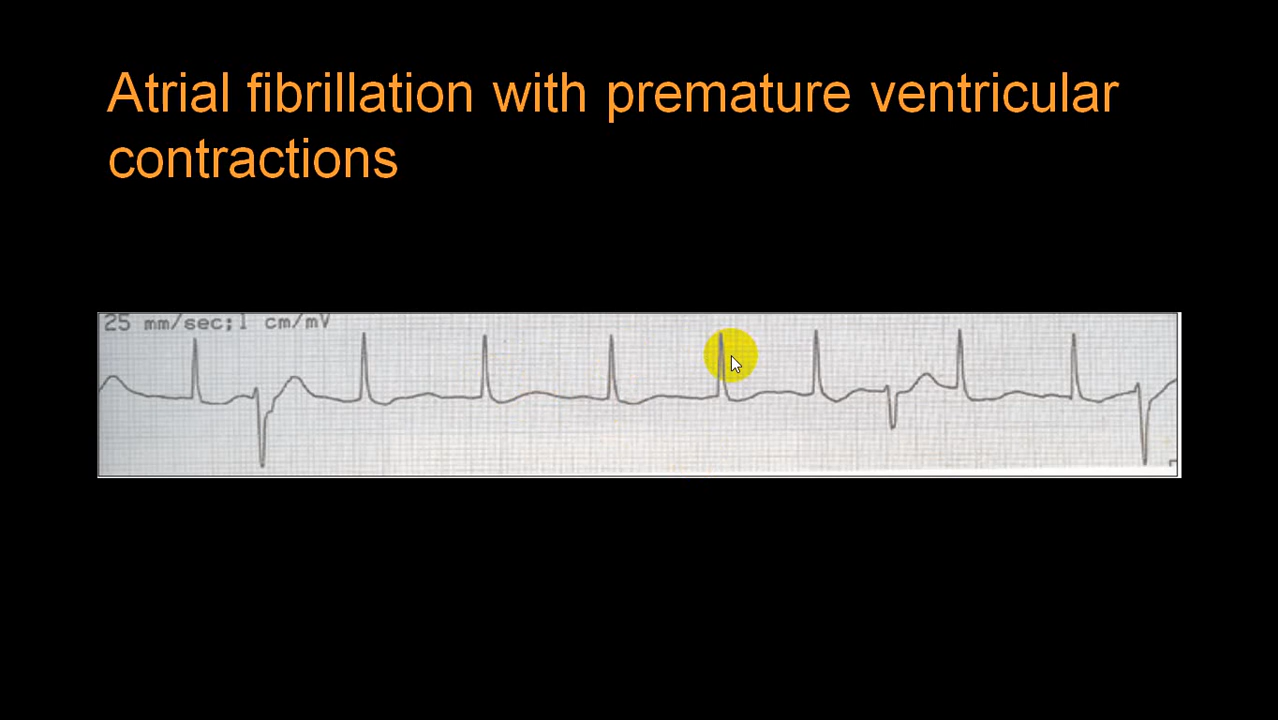 Atrial fibrillation with premature ventricular
contractions
25 mm/sec;1 cm/mV